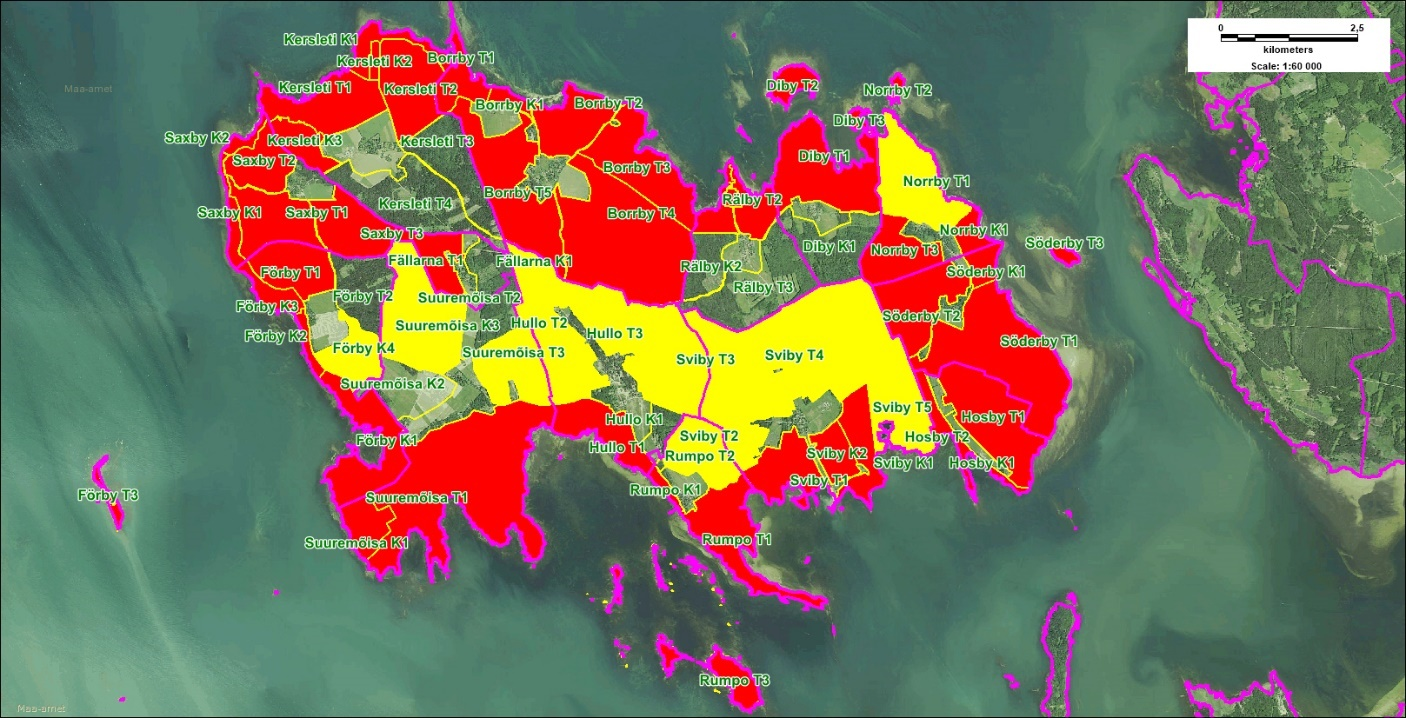 0 2,5
kilometers
Scale: 1:60 000
Kersleti K1
Kersleti K2
Borrby T1
Kersleti T1
Kersleti T2
Maa-amet
Diby T2
Norrby T2
Borrby K1
Borrby T2
Diby T3
Saxby K2
Kersleti K3
Kersleti T3
Saxby T2
Diby T1
Borrby T3
Norrby T1
Borrby T5
Kersleti T4
Rälby T2
Saxby K1
Saxby T1
Borrby T4
Saxby T3
Norrby K1
Söderby T3
Diby K1
Norrby T3
Fällarna T1
Fällarna K1
Rälby K2
Förby T1
Söderby K1
Rälby T3
Förby T2
Suuremõisa T2
Förby K3
Söderby T2
Suuremõisa K3
Hullo T2
Hullo T3
Förby K2
Söderby T1
Förby K4
Suuremõisa T3
Sviby T3
Sviby T4
Suuremõisa K2
Sviby T5
Hosby T1
Hullo K1
Förby K1
Sviby T2
Hosby T2
Hullo T1
Rumpo T2
Sviby K2
Sviby K1
Hosby K1
Sviby T1
Rumpo K1
Förby T3
Suuremõisa T1
Suuremõisa K1
Rumpo T1
Rumpo T3
Maa-amet